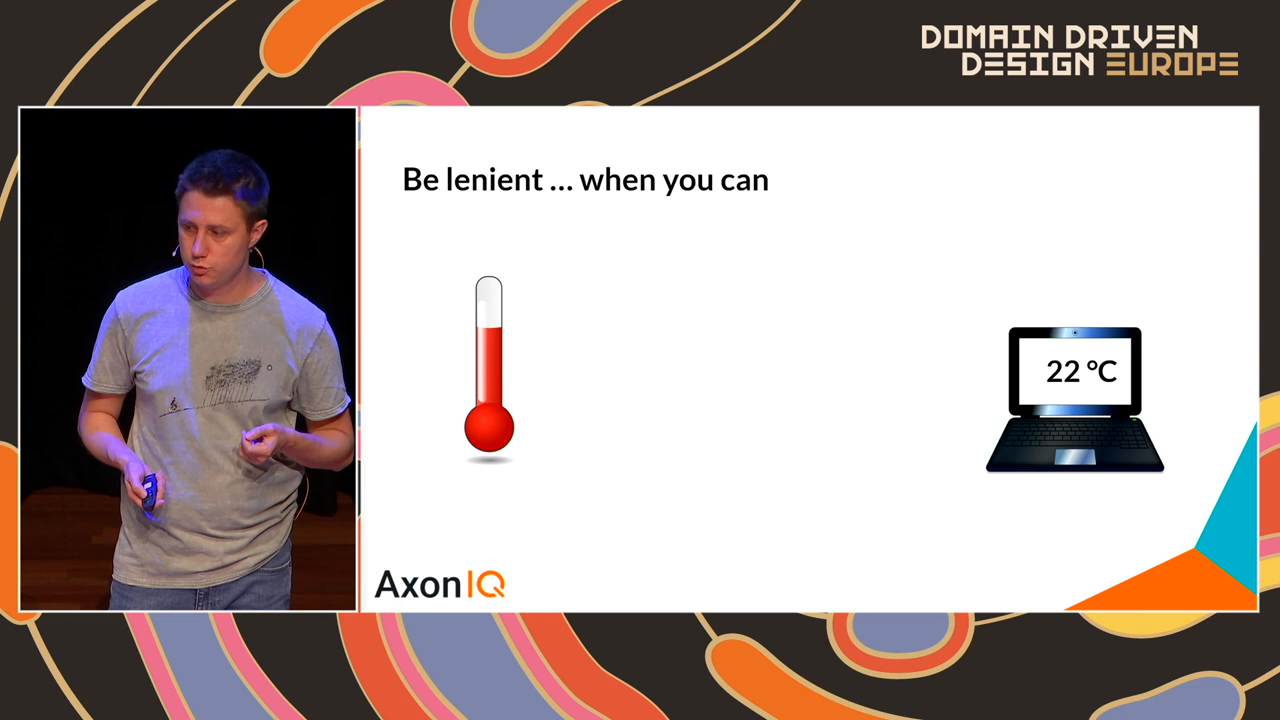 DOMAIN DRIVEN
DESIGN EUROPE
Be lenient ... when you can
22 °C
AxonIQ